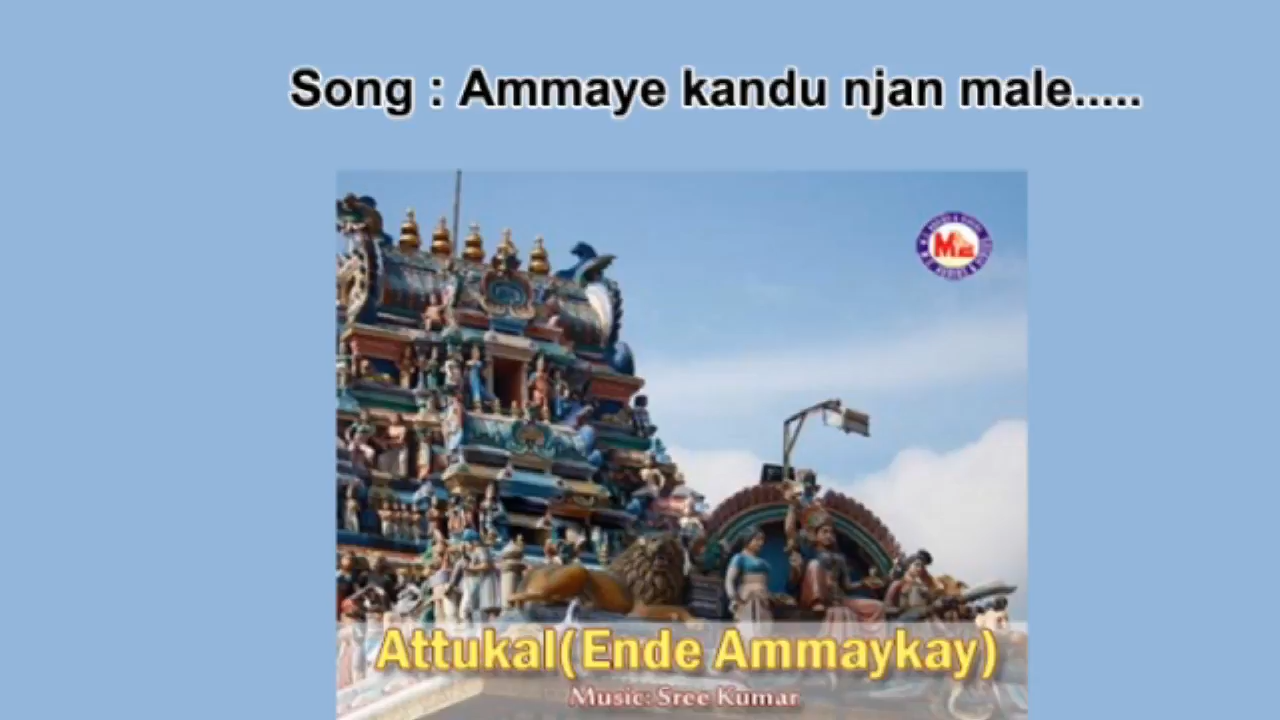 Song : Ammaye kandu njan male.....
Attukal(Ende Ammaykay)
Music: Sree Kumar